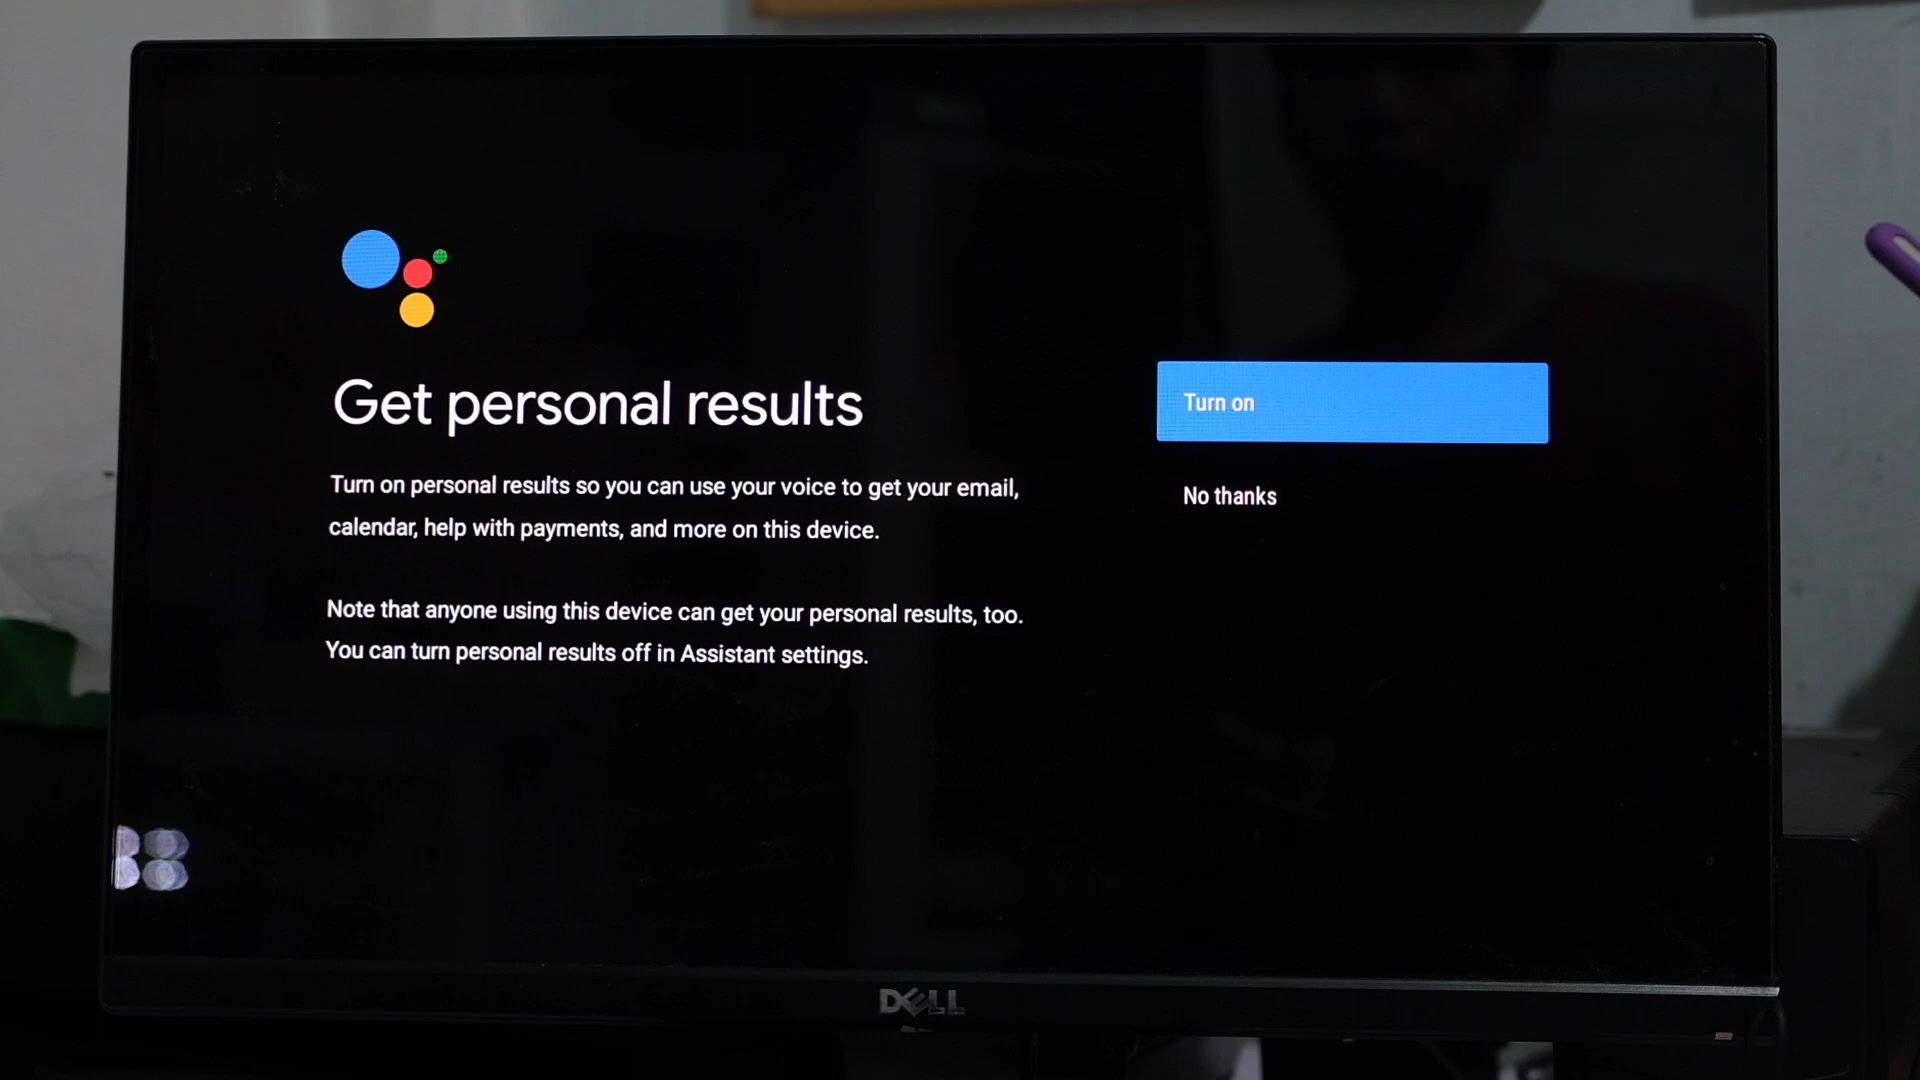 Get personal results
Turn on personal results so you can use your voice to get your email,
calendar, help with payments, and more on this device.
Note that anyone using this device can get your personal results, too.
You can turn personal results off in Assistant settings.
Turn on
No thanks
DELL